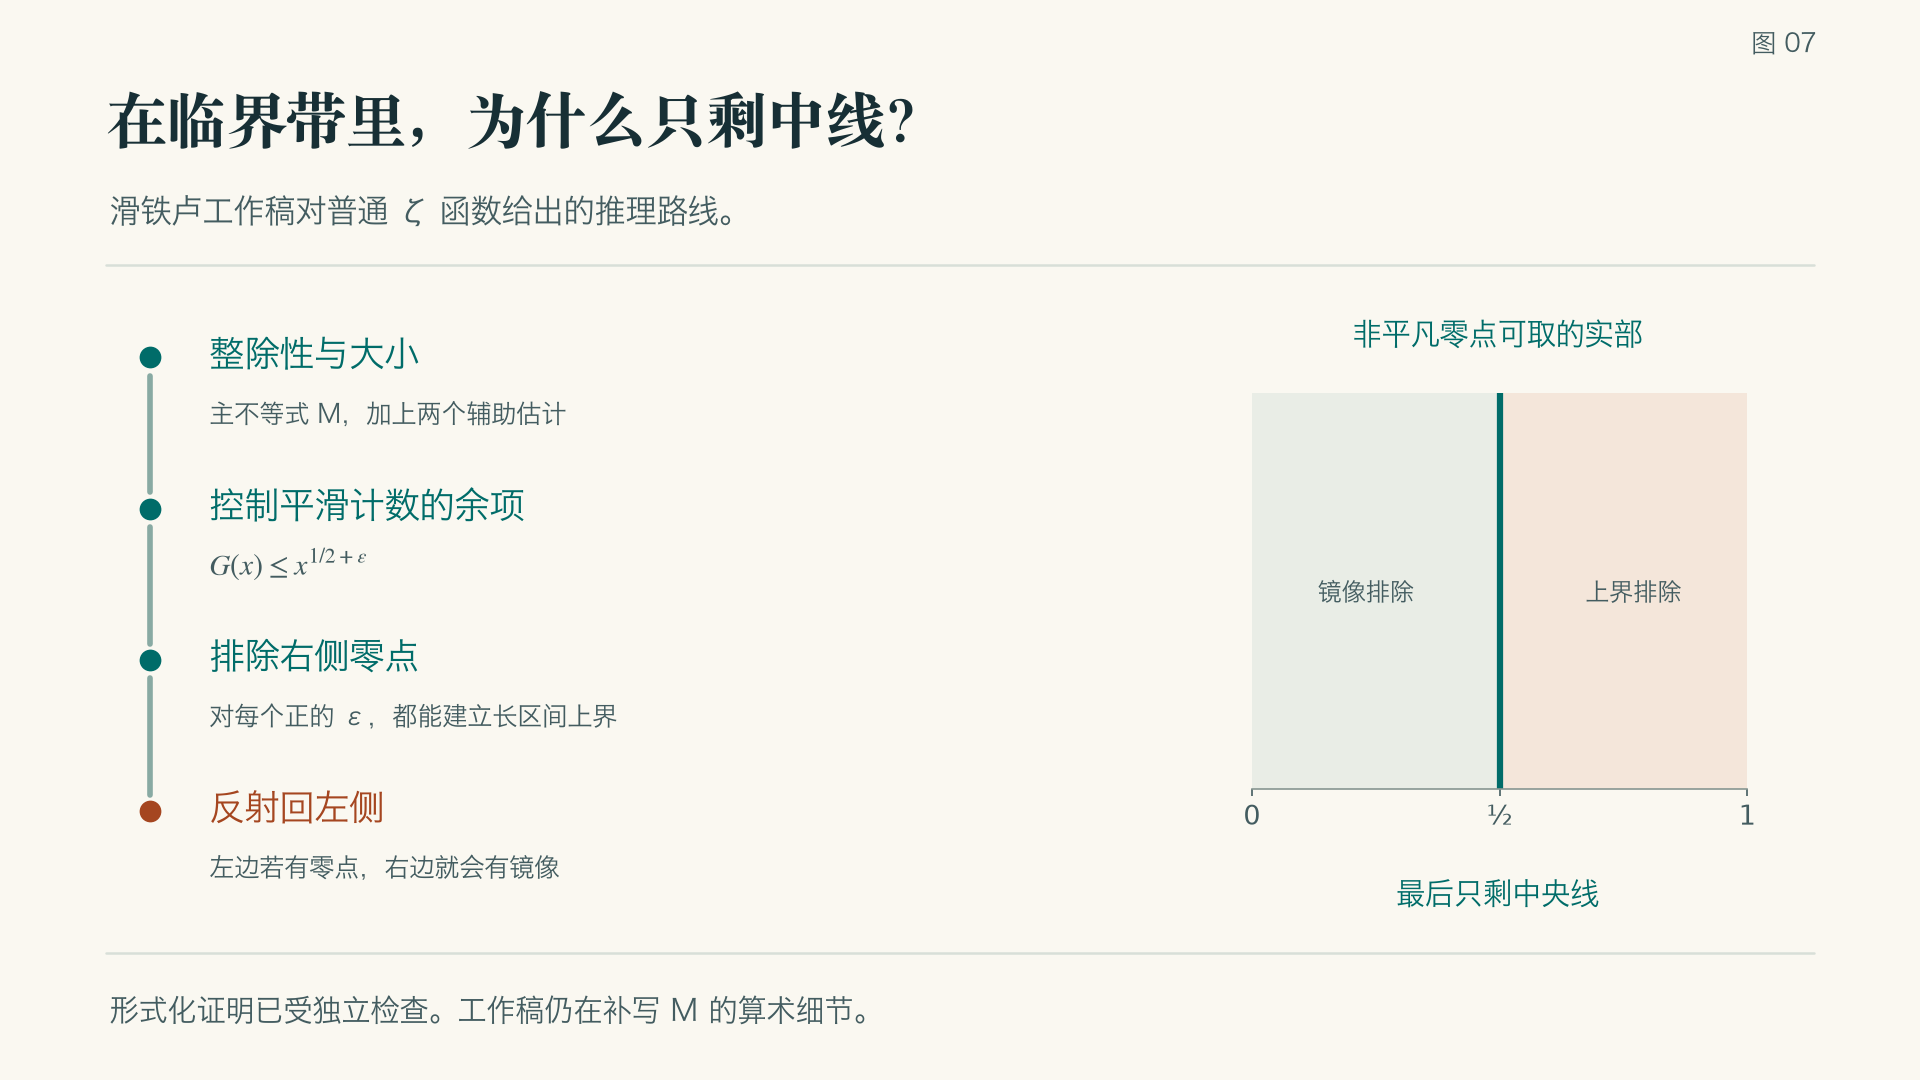 图 07
在临界带里，为什么只剩中线?
滑铁卢工作稿对普通 ζ 函数给出的推理路线。
整除性与大小
主不等式 M，加上两个辅助估计
控制平滑计数的余项
G(x) ≤ x^{1/2 + ε}
排除右侧零点
对每个正的 ε，都能建立长区间上界
反射回左侧
左边若有零点，右边就会有镜像
非平凡零点可取的实部
镜像排除
上界排除
0 ½ 1
最后只剩中央线
形式化证明已受独立检查。工作稿仍在补写 M 的算术细节。